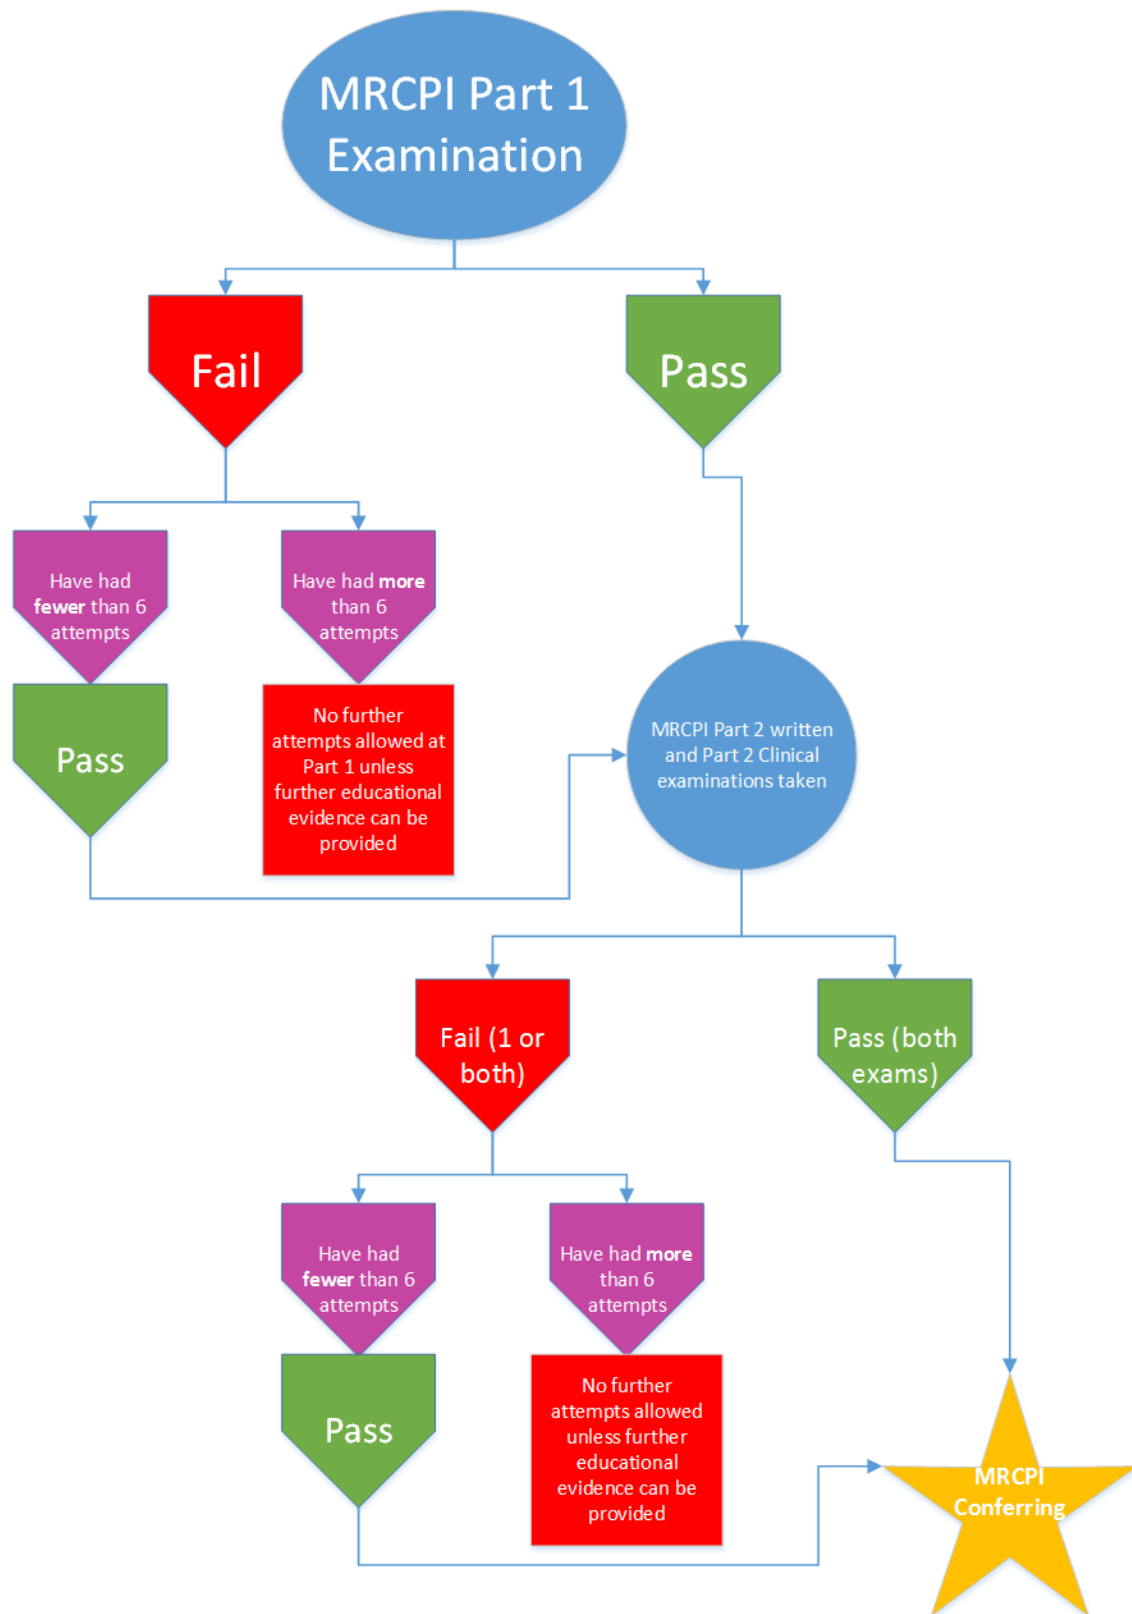 MRCPI Part 1
Examination
Fail
Pass
Have had
fewer than 6
attempts
Have had more
than 6
attempts
Pass
No further
attempts allowed at
Part 1 unless
further educational
evidence can be
provided
MRCPI Part 2 written
and Part 2 Clinical
examinations taken
Fail (1 or
both)
Pass (both
exams)
Have had
fewer than 6
attempts
Have had more
than 6
attempts
Pass
No further
attempts allowed
unless further
educational
evidence can be
provided
MRCPI
Conferring